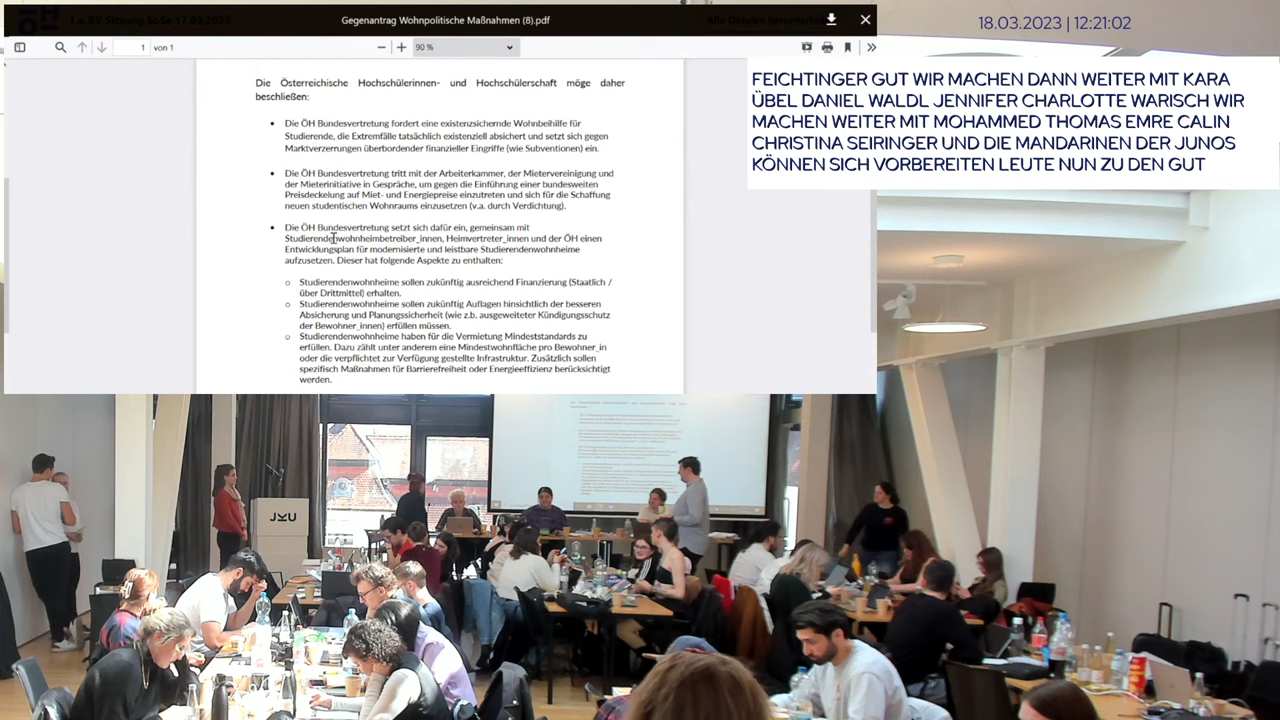 1.o.BV Sitzung SoSe 17.03.2023
Gegenantrag Wohnpolitische Maßnahmen (8).pdf
18.03.2023 | 12:21:02
1 von 1
90 %
Die Österreichische Hochschülerinnen- und Hochschülerschaft möge daher
beschließen:
• Die ÖH Bundesvertretung fordert eine existenzsichernde Wohnbeihilfe für
Studierende, die Extremfälle tatsächlich existenziell absichert und setzt sich gegen
Marktverzerrungen überbordender finanzieller Eingriffe (wie Subventionen) ein.
• Die ÖH Bundesvertretung tritt mit der Arbeiterkammer, der Mietervereinigung und
der Mieterinitiative in Gespräche, um gegen die Einführung einer bundesweiten
Preisdeckelung auf Miet- und Energiepreise einzutreten und sich für die Schaffung
neuen studentischen Wohnraums einzusetzen (v.a. durch Verdichtung).
• Die ÖH Bundesvertretung setzt sich dafür ein, gemeinsam mit
Studierendenwohnheimbetreiber_innen, Heimvertreter_innen und der ÖH einen
Entwicklungsplan für modernisierte und leistbare Studierendenwohnheime
aufzusetzen. Dieser hat folgende Aspekte zu enthalten:
o Studierendenwohnheime sollen zukünftig ausreichend Finanzierung (Staatlich /
über Drittmittel) erhalten.
o Studierendenwohnheime sollen zukünftig Auflagen hinsichtlich der besseren
Absicherung und Planungssicherheit (wie z.b. ausgeweiteter Kündigungsschutz
der Bewohner_innen) erfüllen müssen.
o Studierendenwohnheime haben für die Vermietung Mindeststandards zu
erfüllen. Dazu zählt unter anderem eine Mindestwohnfläche pro Bewohner_in
oder die verpflichtet zur Verfügung gestellte Infrastruktur. Zusätzlich sollen
spezifisch Maßnahmen für Barrierefreiheit oder Energieeffizienz berücksichtigt
werden.
FEICHTINGER GUT WIR MACHEN DANN WEITER MIT KARA
ÜBEL DANIEL WALDL JENNIFER CHARLOTTE WARISCH WIR
MACHEN WEITER MIT MOHAMMED THOMAS EMRE CALIN
CHRISTINA SEIRINGER UND DIE MANDARINEN DER JUNOS
KÖNNEN SICH VORBEREITEN LEUTE NUN ZU DEN GUT
JKU